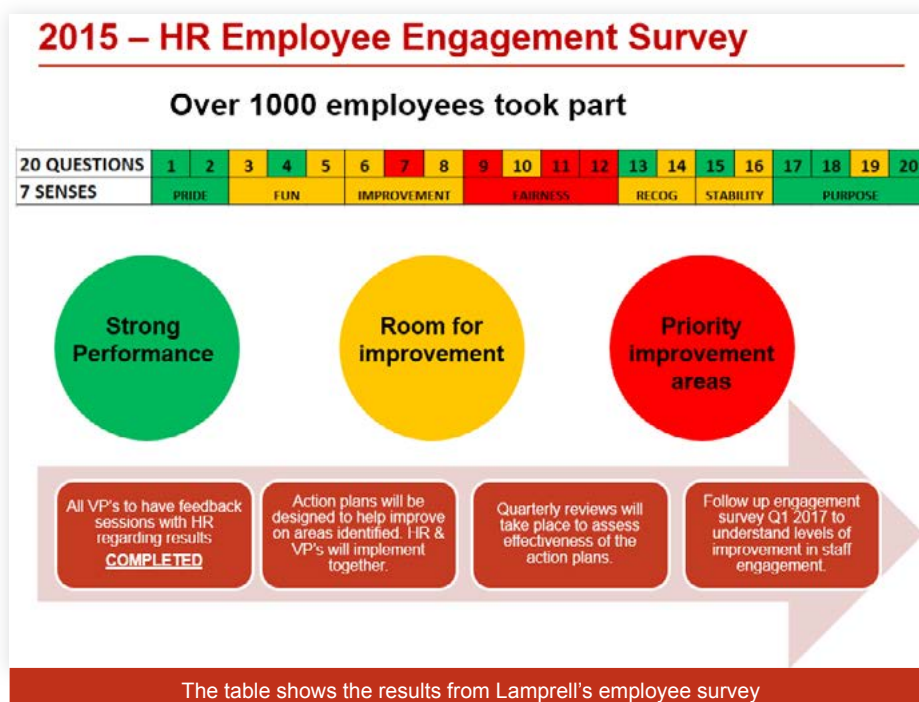 2015 – HR Employee Engagement Survey
Over 1000 employees took part
20 QUESTIONS 1 2 3 4 5 6 7 8 9 10 11 12 13 14 15 16 17 18 19 20
7 SENSES PRIDE FUN IMPROVEMENT FAIRNESS RECOG STABILITY PURPOSE
Strong
Performance
Room for
improvement
Priority
improvement
areas
All VP's to have feedback
sessions with HR
regarding results
COMPLETED
Action plans will be
designed to help improve
on areas identified. HR &
VP's will implement
together.
Quarterly reviews will
take place to assess
effectiveness of the
action plans.
Follow up engagement
survey Q1 2017 to
understand levels of
improvement in staff
engagement.
The table shows the results from Lamprell's employee survey